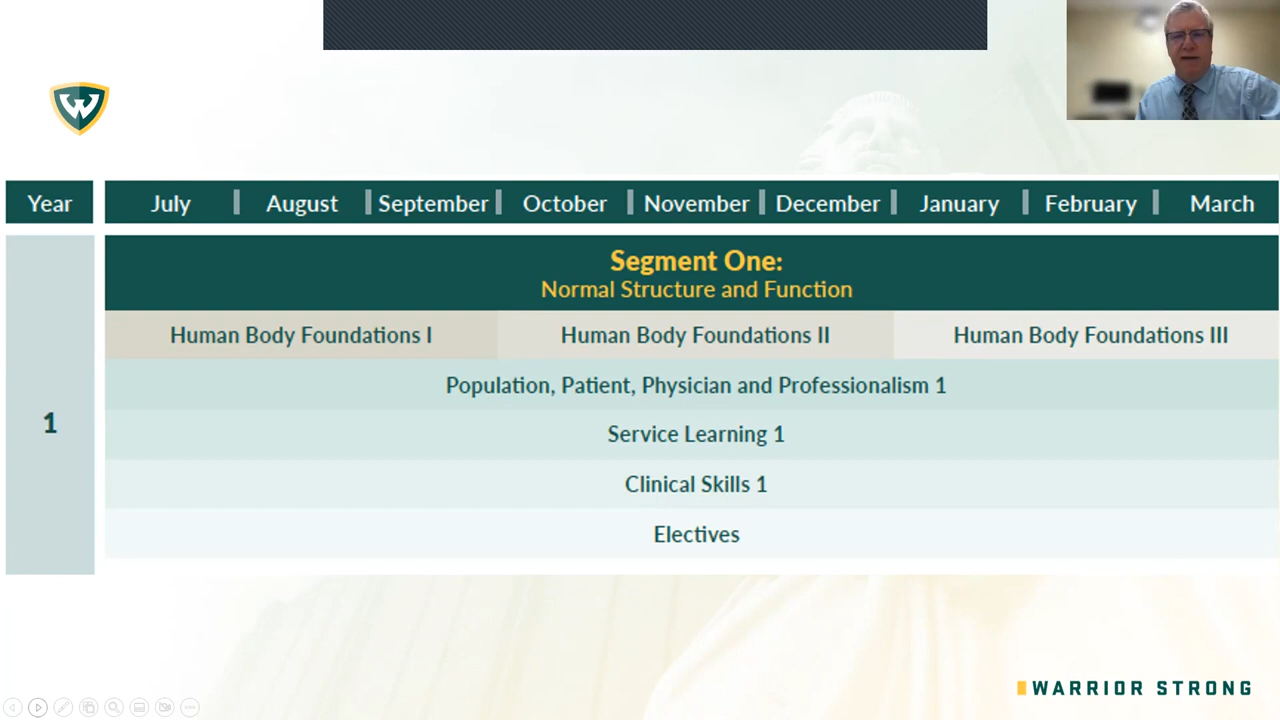 W
Year
July
August
September
October
November
December
January
February
March
1
Segment One:
Normal Structure and Function
Human Body Foundations I
Human Body Foundations II
Human Body Foundations III
Population, Patient, Physician and Professionalism 1
Service Learning 1
Clinical Skills 1
Electives
WARRIOR STRONG